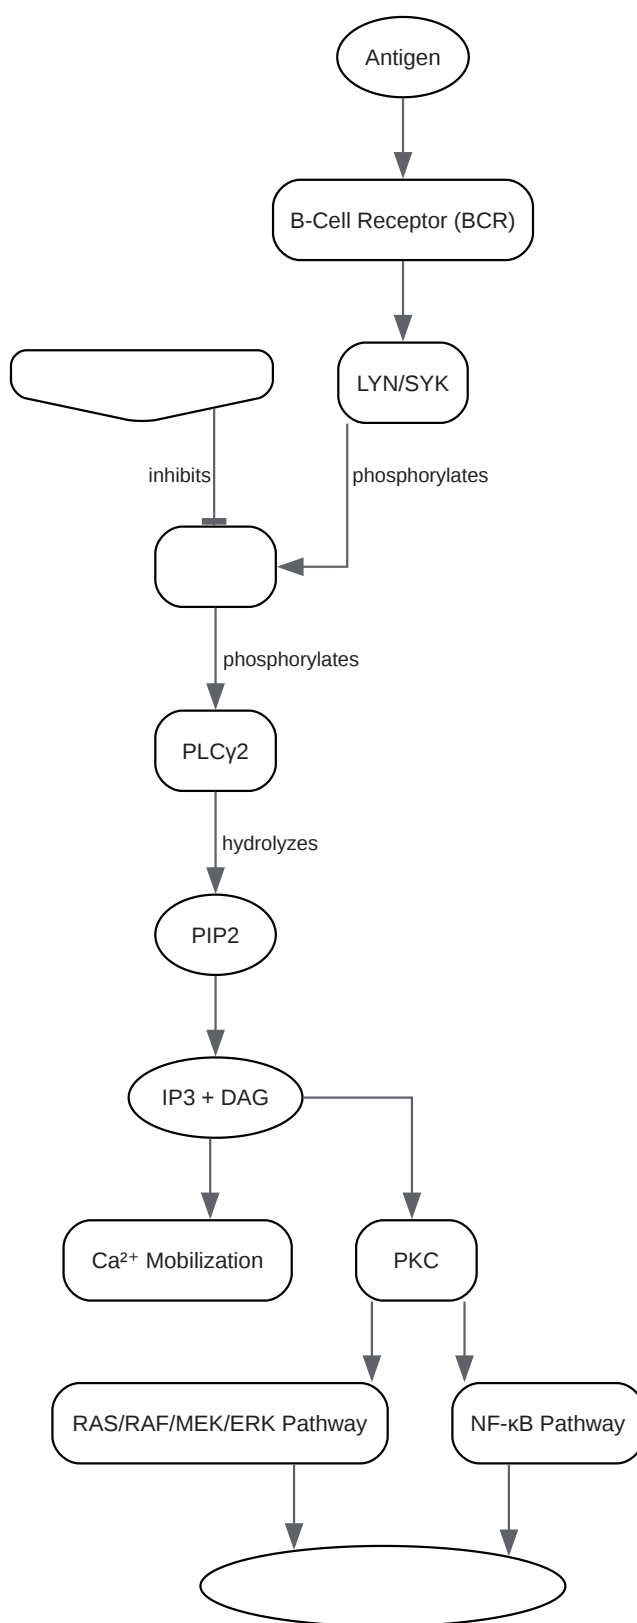 Antigen
B-Cell Receptor (BCR)
LYN/SYK
inhibits
phosphorylates
phosphorylates
PLCγ2
hydrolyzes
PIP2
IP3 + DAG
Ca²⁺ Mobilization
PKC
RAS/RAF/MEK/ERK Pathway
NF-κB Pathway